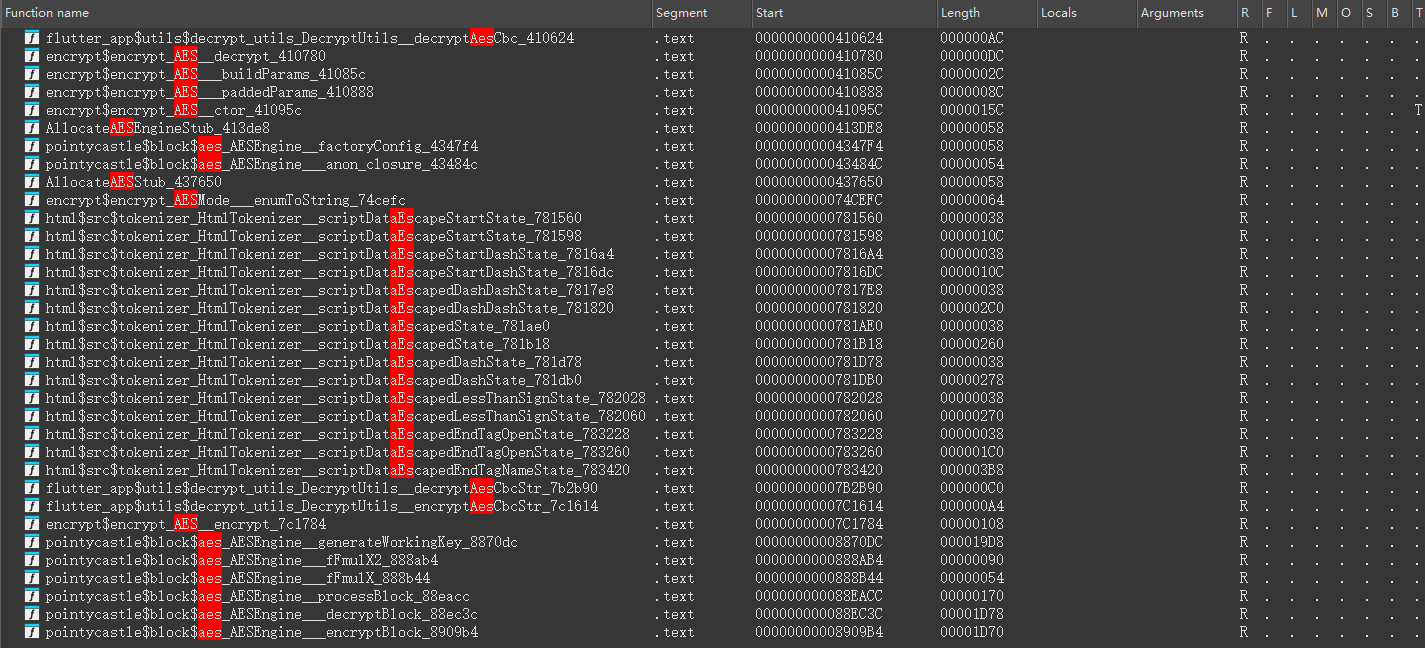 Function name Segment Start Length Locals Arguments R F L M O S B T
f flutter_app$utils$decrypt_utils_DecryptUtils__decryptAesCbc_410624 .text 0000000000410624 000000AC R . . . . . . .
f encrypt$encrypt_AES__decrypt_410780 .text 0000000000410780 000000DC R . . . . . . .
f encrypt$encrypt_AES___buildParams_41085c .text 000000000041085C 0000002C R . . . . . . .
f encrypt$encrypt_AES___paddedParams_410888 .text 0000000000410888 0000008C R . . . . . . .
f encrypt$encrypt_AES__ctor_41095c .text 000000000041095C 0000015C R . . . . . . T
f AllocateAESEngineStub_413de8 .text 0000000000413DE8 00000058 R . . . . . . .
f pointycastle$block$aes_AESEngine__factoryConfig_4347f4 .text 00000000004347F4 00000058 R . . . . . . .
f pointycastle$block$aes_AESEngine___anon_closure_43484c .text 000000000043484C 00000054 R . . . . . . .
f AllocateAESStub_437650 .text 0000000000437650 00000058 R . . . . . . .
f encrypt$encrypt_AESMode___enumToString_74cefc .text 000000000074CEFC 00000064 R . . . . . . .
f html$src$tokenizer_HtmlTokenizer__scriptDataEscapeStartState_781560 .text 0000000000781560 00000038 R . . . . . . .
f html$src$tokenizer_HtmlTokenizer__scriptDataEscapeStartState_781598 .text 0000000000781598 0000010C R . . . . . . .
f html$src$tokenizer_HtmlTokenizer__scriptDataEscapeStartDashState_7816a4 .text 00000000007816A4 00000038 R . . . . . . .
f html$src$tokenizer_HtmlTokenizer__scriptDataEscapeStartDashState_7816dc .text 00000000007816DC 0000010C R . . . . . . .
f html$src$tokenizer_HtmlTokenizer__scriptDataEscapedDashDashState_7817e8 .text 00000000007817E8 00000038 R . . . . . . .
f html$src$tokenizer_HtmlTokenizer__scriptDataEscapedDashDashState_781820 .text 0000000000781820 000002C0 R . . . . . . .
f html$src$tokenizer_HtmlTokenizer__scriptDataEscapedState_781ae0 .text 0000000000781AE0 00000038 R . . . . . . .
f html$src$tokenizer_HtmlTokenizer__scriptDataEscapedState_781b18 .text 0000000000781B18 00000260 R . . . . . . .
f html$src$tokenizer_HtmlTokenizer__scriptDataEscapedDashState_781d78 .text 0000000000781D78 00000038 R . . . . . . .
f html$src$tokenizer_HtmlTokenizer__scriptDataEscapedDashState_781db0 .text 0000000000781DB0 00000278 R . . . . . . .
f html$src$tokenizer_HtmlTokenizer__scriptDataEscapedLessThanSignState_782028 .text 0000000000782028 00000038 R . . . . . . .
f html$src$tokenizer_HtmlTokenizer__scriptDataEscapedLessThanSignState_782060 .text 0000000000782060 00000270 R . . . . . . .
f html$src$tokenizer_HtmlTokenizer__scriptDataEscapedEndTagOpenState_783228 .text 0000000000783228 00000038 R . . . . . . .
f html$src$tokenizer_HtmlTokenizer__scriptDataEscapedEndTagOpenState_783260 .text 0000000000783260 000001C0 R . . . . . . .
f html$src$tokenizer_HtmlTokenizer__scriptDataEscapedEndTagNameState_783420 .text 0000000000783420 000003B8 R . . . . . . .
f flutter_app$utils$decrypt_utils_DecryptUtils__decryptAesCbcStr_7b2b90 .text 00000000007B2B90 000000C0 R . . . . . . .
f flutter_app$utils$decrypt_utils_DecryptUtils__encryptAesCbcStr_7c1614 .text 00000000007C1614 000000A4 R . . . . . . .
f encrypt$encrypt_AES__encrypt_7c1784 .text 00000000007C1784 00000108 R . . . . . . .
f pointycastle$block$aes_AESEngine__generateWorkingKey_8870dc .text 00000000008870DC 000019D8 R . . . . . . .
f pointycastle$block$aes_AESEngine___fFmulX2_888ab4 .text 0000000000888AB4 00000090 R . . . . . . .
f pointycastle$block$aes_AESEngine___fFmulX_888b44 .text 0000000000888B44 00000054 R . . . . . . .
f pointycastle$block$aes_AESEngine__processBlock_88eacc .text 000000000088EACC 00000170 R . . . . . . .
f pointycastle$block$aes_AESEngine___decryptBlock_88ec3c .text 000000000088EC3C 00001D78 R . . . . . . .
f pointycastle$block$aes_AESEngine___encryptBlock_8909b4 .text 00000000008909B4 00001D70 R . . . . . . .